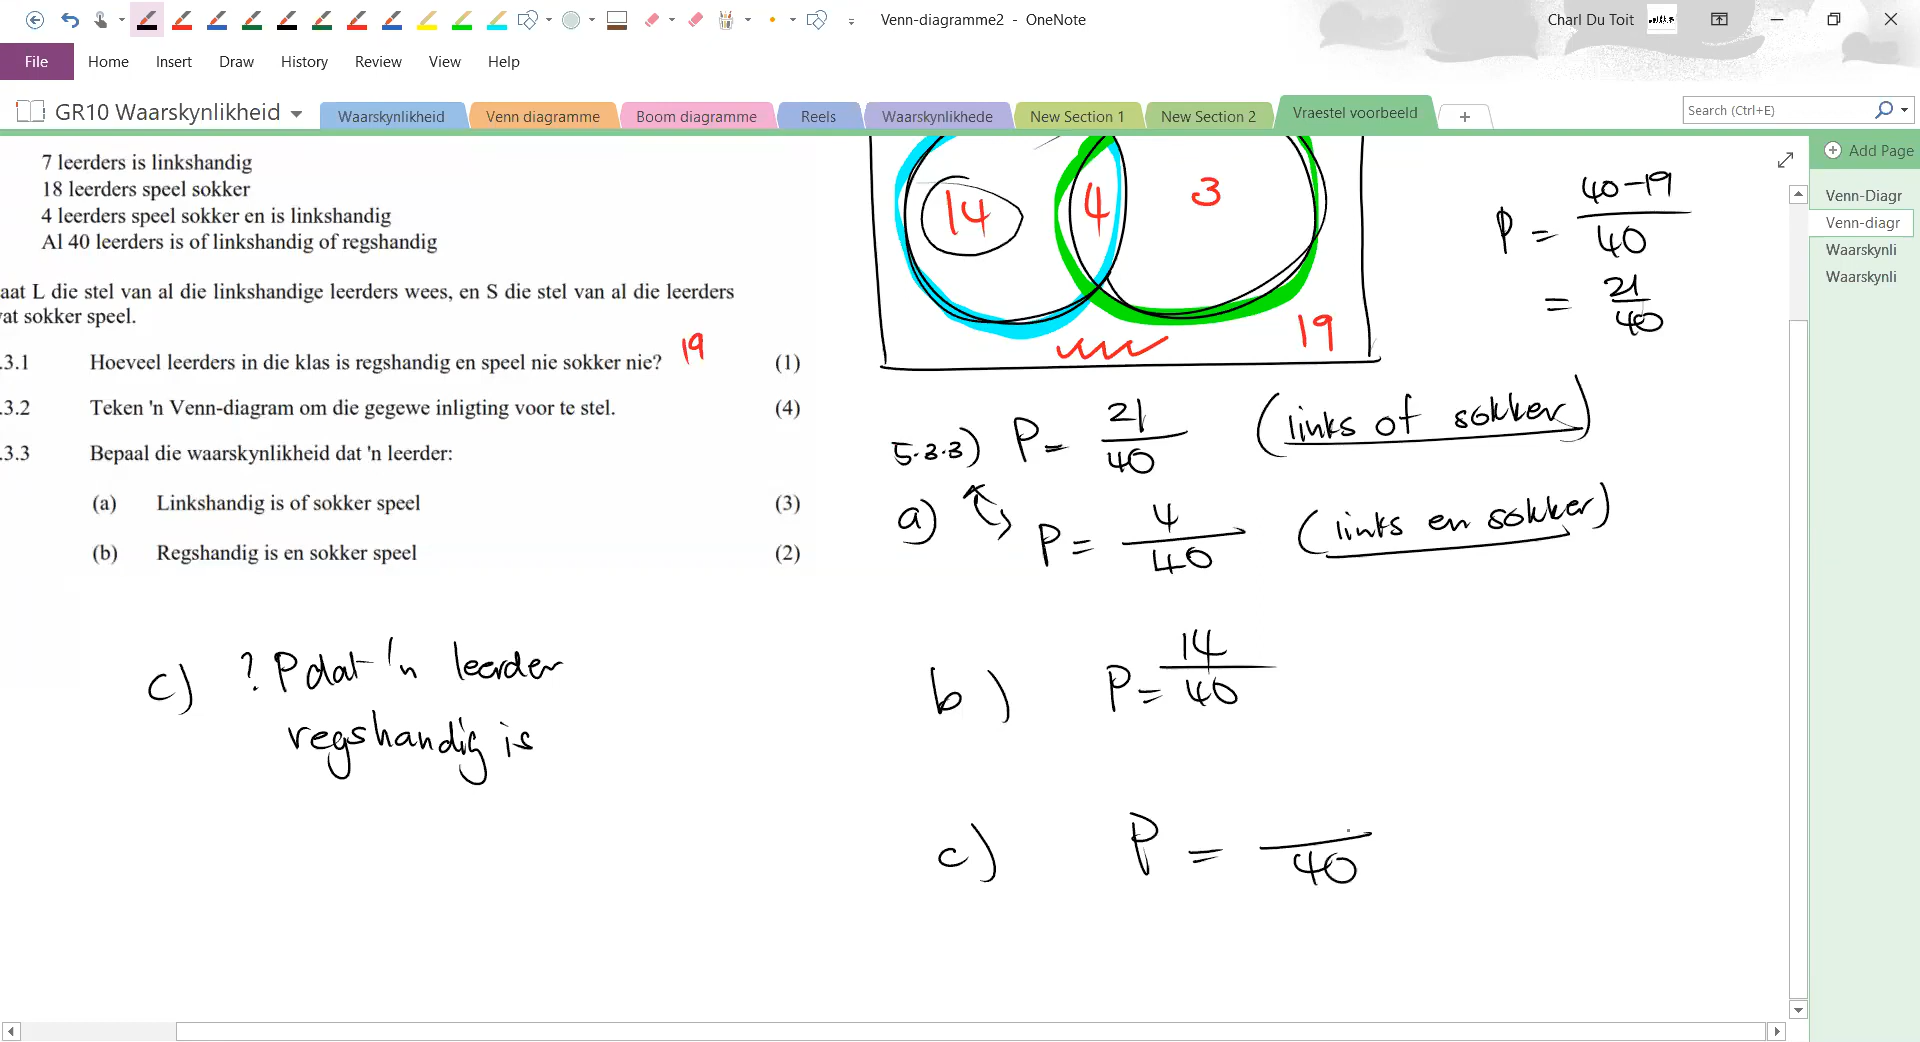 Venn-diagramme2 - OneNote
Charl Du Toit
File Home Insert Draw History Review View Help
GR10 Waarskynlikheid
Waarskynlikheid
Venn diagramme
Boom diagramme
Reels
Waarskynlikhede
New Section 1
New Section 2
Vraestel voorbeeld
+
Search (Ctrl+E)
Add Page
Venn-Diagr
Venn-diagr
Waarskynli
Waarskynli
7 leerders is linkshandig
18 leerders speel sokker
4 leerders speel sokker en is linkshandig
Al 40 leerders is of linkshandig of regshandig
aat L die stel van al die linkshandige leerders wees, en S die stel van al die leerders
at sokker speel.
.3.1 Hoeveel leerders in die klas is regshandig en speel nie sokker nie? 19 (1)
.3.2 Teken 'n Venn-diagram om die gegewe inligting voor te stel. (4)
.3.3 Bepaal die waarskynlikheid dat 'n leerder:
(a) Linkshandig is of sokker speel (3)
(b) Regshandig is en sokker speel (2)
c) ? P dat 'n leerder
regshandig is
14 4 3
19
P = 40-19
40
= 21
40
5.3.3) P = 21 (links of sokker)
40
a) P = 4 (links en sokker)
40
b) P = 14
40
c) P =
40